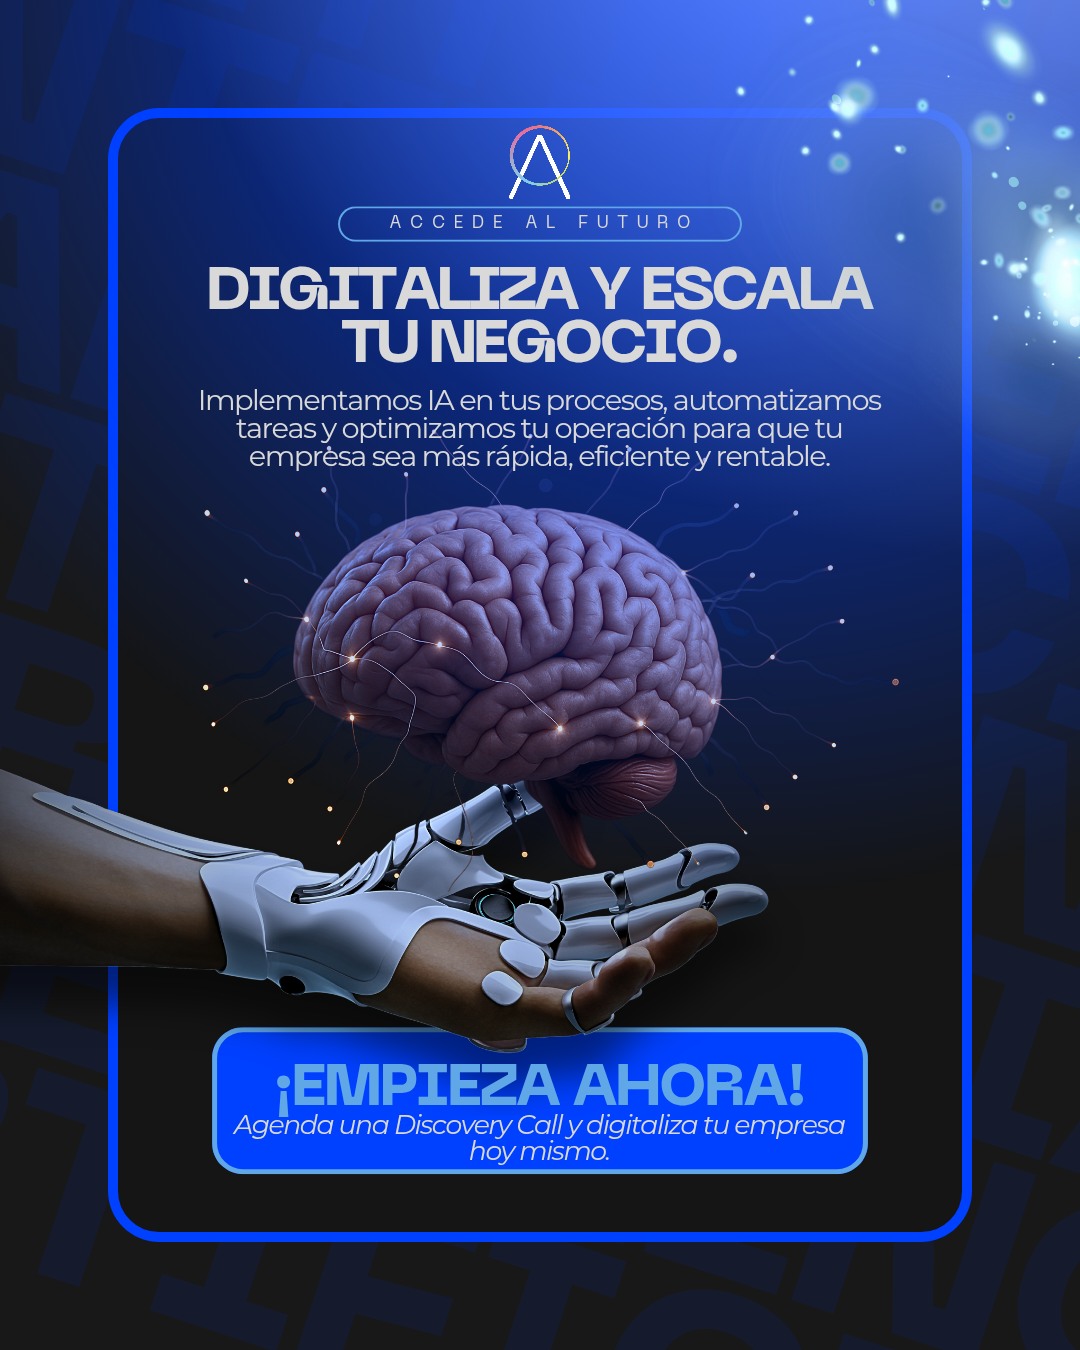 ACCEDE AL FUTURO
DIGITALIZA Y ESCALA
TU NEGOCIO.
Implementamos IA en tus procesos, automatizamos
tareas y optimizamos tu operación para que tu
empresa sea más rápida, eficiente y rentable.
¡EMPIEZA AHORA!
Agenda una Discovery Call y digitaliza tu empresa
hoy mismo.